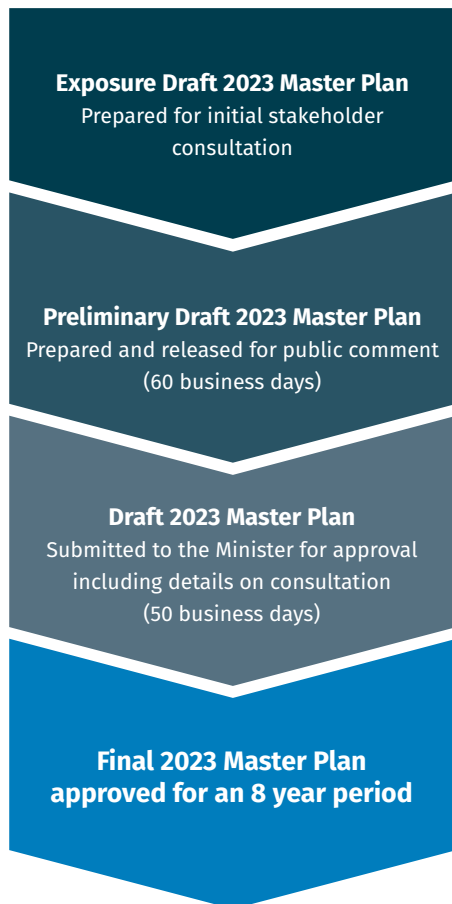 Exposure Draft 2023 Master Plan
Prepared for initial stakeholder
consultation
Preliminary Draft 2023 Master Plan
Prepared and released for public comment
(60 business days)
Draft 2023 Master Plan
Submitted to the Minister for approval
including details on consultation
(50 business days)
Final 2023 Master Plan
approved for an 8 year period